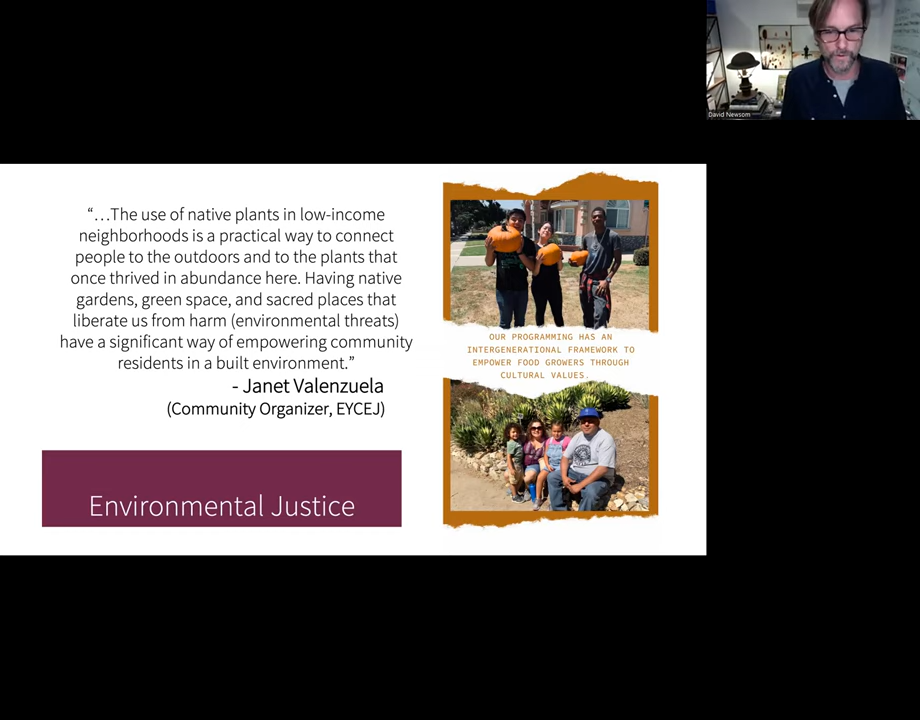 David Newsom
“…The use of native plants in low-income
neighborhoods is a practical way to connect
people to the outdoors and to the plants that
once thrived in abundance here. Having native
gardens, green space, and sacred places that
liberate us from harm (environmental threats)
have a significant way of empowering community
residents in a built environment.”
- Janet Valenzuela
(Community Organizer, EYCEJ)
Environmental Justice
OUR PROGRAMMING HAS AN
INTERGENERATIONAL FRAMEWORK TO
EMPOWER FOOD GROWERS THROUGH
CULTURAL VALUES.